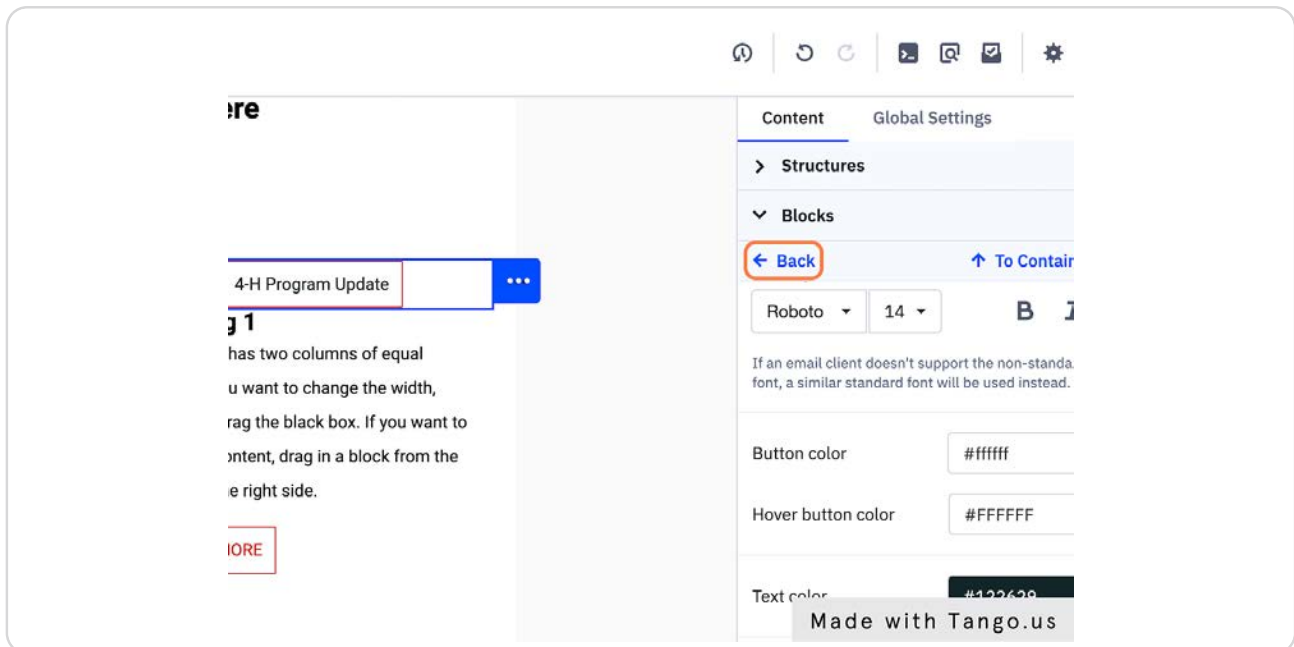 ere
Content Global Settings
Structures
Blocks
Back To Contain
4-H Program Update
Roboto 14 B I
g 1
has two columns of equal
If an email client doesn't support the non-standa
font, a similar standard font will be used instead.
u want to change the width,
rag the black box. If you want to
ontent, drag in a block from the
e right side.
Button color #ffffff
Hover button color #FFFFFF
MORE
Text color #122629
Made with Tango.us